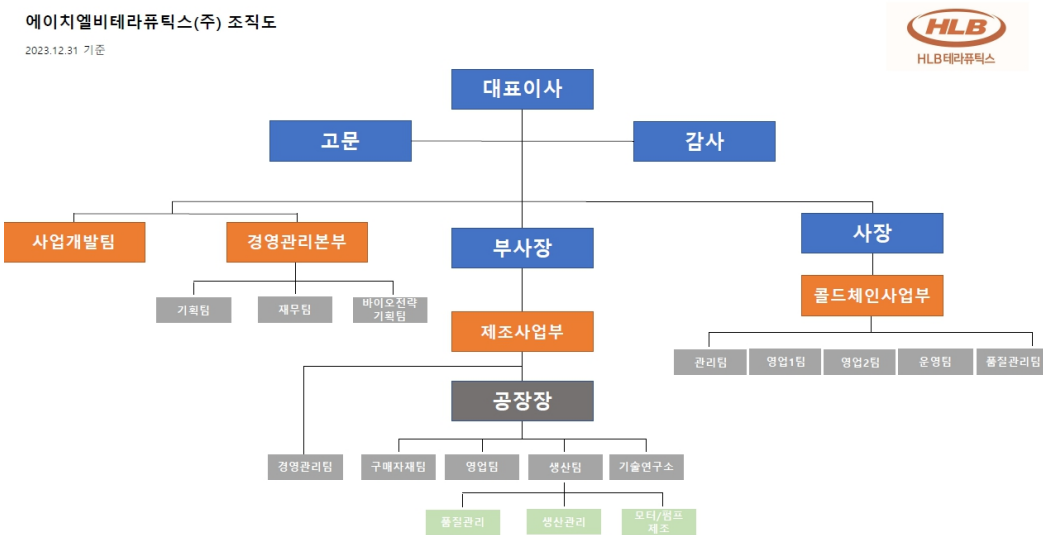 에이치엘비테라퓨틱스(주) 조직도
2023.12.31 기준
HLB
HLB테라퓨틱스
대표이사
고문
감사
사업개발팀
경영관리본부
부사장
사장
기획팀
재무팀
바이오전략
기획팀
콜드체인사업부
제조사업부
관리팀
영업1팀
영업2팀
운영팀
품질관리팀
공장장
경영관리팀
구매자재팀
영업팀
생산팀
기술연구소
품질관리
생산관리
모터/펌프
제조